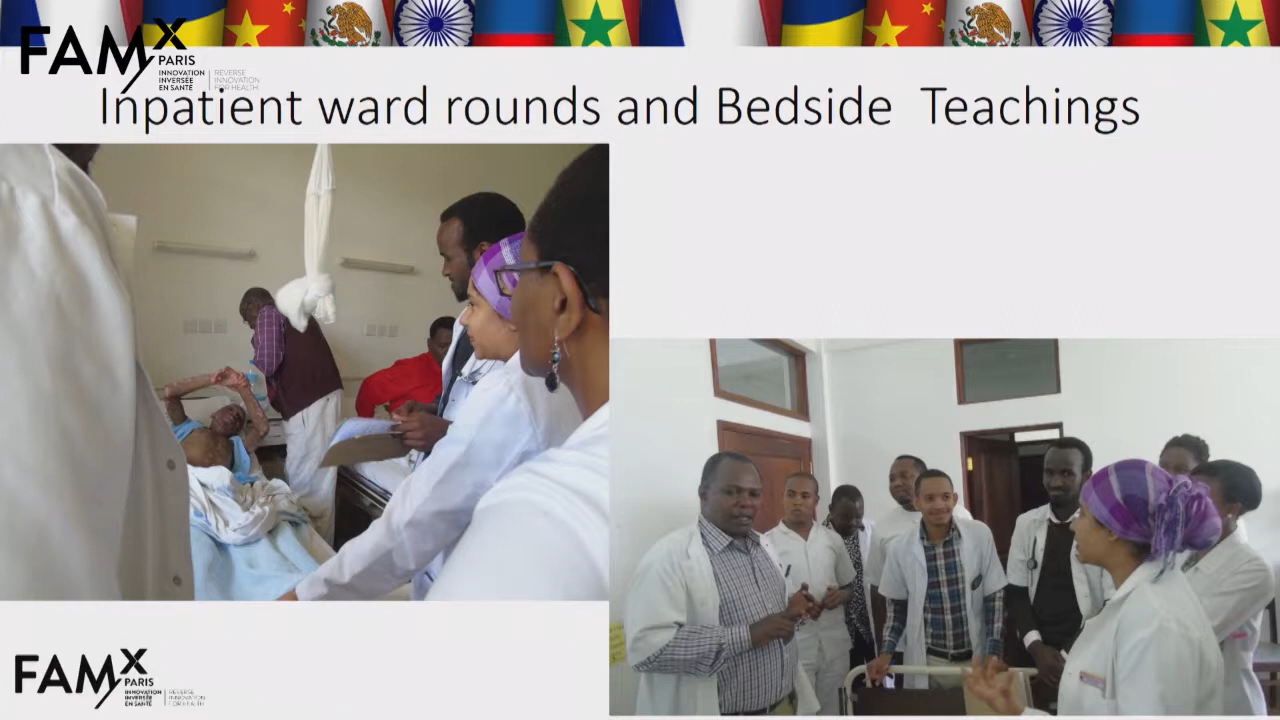 FAMx
PARIS
INNOVATION
INVERSÉE
EN SANTÉ
REVERSE
INNOVATION
FOR HEALTH
Inpatient ward rounds and Bedside Teachings
FAMx
PARIS
INNOVATION
INVERSÉE
EN SANTÉ
REVERSE
INNOVATION
FOR HEALTH